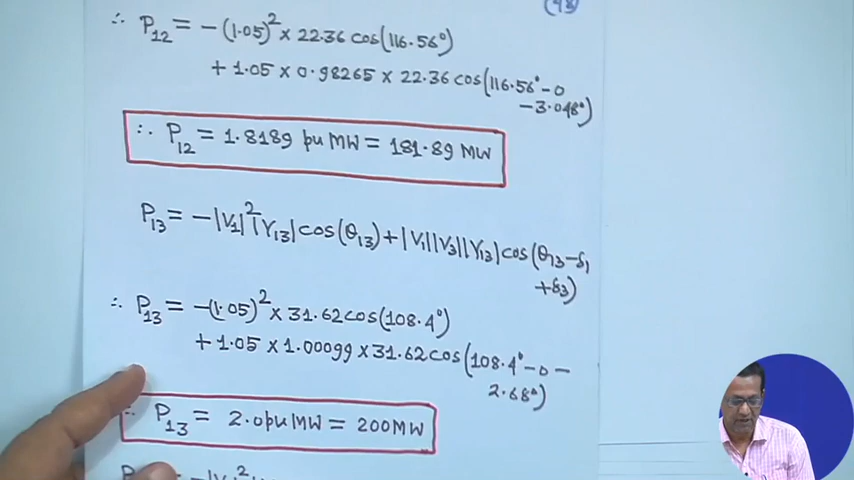 (48)
∴ P12 = -(1.05)² × 22.36 cos(116.56°)
+ 1.05 × 0.98265 × 22.36 cos(116.56° - 0
- 3.048°)
∴ P12 = 1.8189 pu MW = 181.89 MW
P13 = -|V1|²|Y13| cos(θ13) + |V1||V3||Y13| cos(θ13 - δ1
+ δ3)
∴ P13 = -(1.05)² × 31.62 cos(108.4°)
+ 1.05 × 1.00099 × 31.62 cos(108.4° - 0 -
2.68°)
∴ P13 = 2.0 pu MW = 200 MW